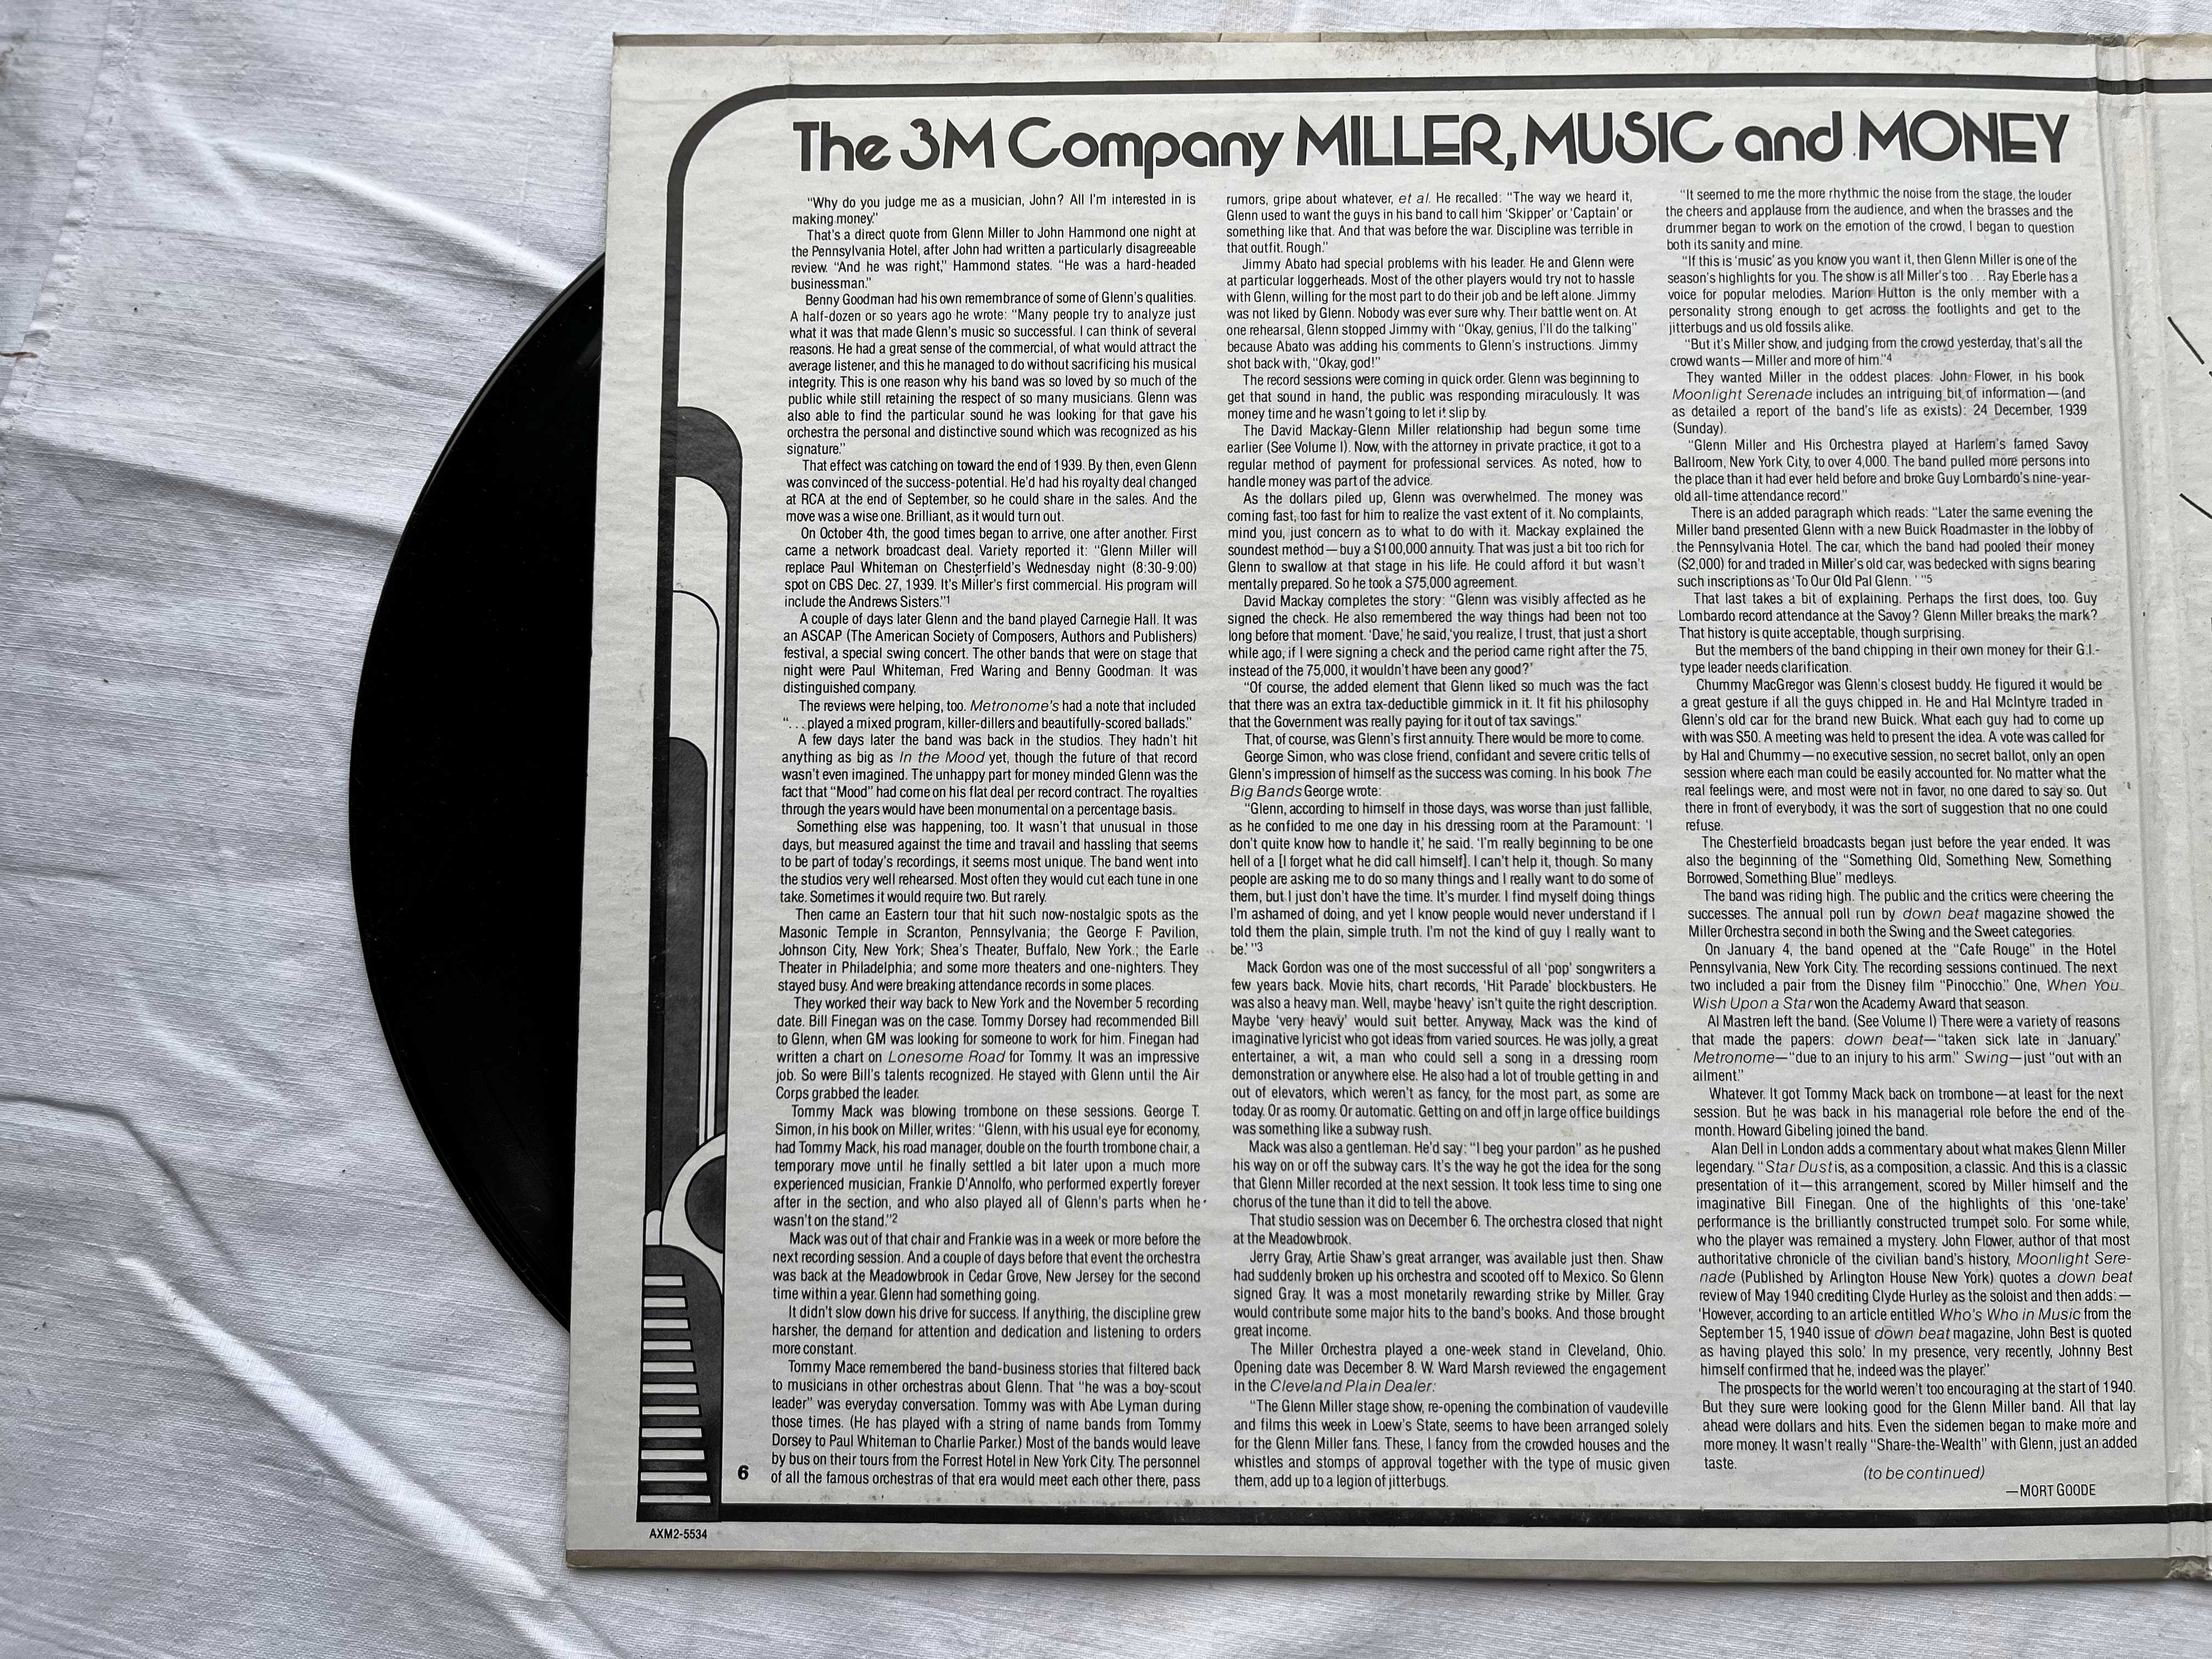 The 3M Company MILLER, MUSIC and MONEY
"Why do you judge me as a musician, John? All I'm interested in is
making money."
That's a direct quote from Glenn Miller to John Hammond one night at
the Pennsylvania Hotel, after John had written a particularly disagreeable
review. "And he was right," Hammond states. "He was a hard-headed
businessman."
Benny Goodman had his own remembrance of some of Glenn's qualities.
A half-dozen or so years ago he wrote: "Many people try to analyze just
what it was that made Glenn's music so successful. I can think of several
reasons. He had a great sense of the commercial, of what would attract the
average listener, and this he managed to do without sacrificing his musical
integrity. This is one reason why his band was so loved by so much of the
public while still retaining the respect of so many musicians. Glenn was
also able to find the particular sound he was looking for that gave his
orchestra the personal and distinctive sound which was recognized as his
signature."
That effect was catching on toward the end of 1939. By then, even Glenn
was convinced of the success-potential. He'd had his royalty deal changed
at RCA at the end of September, so he could share in the sales. And the
move was a wise one. Brilliant, as it would turn out.
On October 4th, the good times began to arrive, one after another. First
came a network broadcast deal. Variety reported it: "Glenn Miller will
replace Paul Whiteman on Chesterfield's Wednesday night (8:30-9:00)
spot on CBS Dec. 27, 1939. It's Miller's first commercial. His program will
include the Andrews Sisters."1
A couple of days later Glenn and the band played Carnegie Hall. It was
an ASCAP (The American Society of Composers, Authors and Publishers)
festival, a special swing concert. The other bands that were on stage that
night were Paul Whiteman, Fred Waring and Benny Goodman. It was
distinguished company.
The reviews were helping, too. Metronome's had a note that included
"...played a mixed program, killer-dillers and beautifully-scored ballads."
A few days later the band was back in the studios. They hadn't hit
anything as big as In the Mood yet, though the future of that record
wasn't even imagined. The unhappy part for money minded Glenn was the
fact that "Mood" had come on his flat deal per record contract. The royalties
through the years would have been monumental on a percentage basis.
Something else was happening, too. It wasn't that unusual in those
days, but measured against the time and travail and hassling that seems
to be part of today's recordings, it seems most unique. The band went into
the studios very well rehearsed. Most often they would cut each tune in one
take. Sometimes it would require two. But rarely.
Then came an Eastern tour that hit such now-nostalgic spots as the
Masonic Temple in Scranton, Pennsylvania; the George F. Pavilion,
Johnson City, New York; Shea's Theater, Buffalo, New York.; the Earle
Theater in Philadelphia; and some more theaters and one-nighters. They
stayed busy. And were breaking attendance records in some places.
They worked their way back to New York and the November 5 recording
date. Bill Finegan was on the case. Tommy Dorsey had recommended Bill
to Glenn, when GM was looking for someone to work for him. Finegan had
written a chart on Lonesome Road for Tommy. It was an impressive
job. So were Bill's talents recognized. He stayed with Glenn until the Air
Corps grabbed the leader.
Tommy Mack was blowing trombone on these sessions. George T.
Simon, in his book on Miller, writes: "Glenn, with his usual eye for economy,
had Tommy Mack, his road manager, double on the fourth trombone chair, a
temporary move until he finally settled a bit later upon a much more
experienced musician, Frankie D'Annolfo, who performed expertly forever
after in the section, and who also played all of Glenn's parts when he
wasn't on the stand."2
Mack was out of that chair and Frankie was in a week or more before the
next recording session. And a couple of days before that event the orchestra
was back at the Meadowbrook in Cedar Grove, New Jersey for the second
time within a year. Glenn had something going.
It didn't slow down his drive for success. If anything, the discipline grew
harsher, the demand for attention and dedication and listening to orders
more constant.
Tommy Mace remembered the band-business stories that filtered back
to musicians in other orchestras about Glenn. That "he was a boy-scout
leader" was everyday conversation. Tommy was with Abe Lyman during
those times. (He has played with a string of name bands from Tommy
Dorsey to Paul Whiteman to Charlie Parker.) Most of the bands would leave
by bus on their tours from the Forrest Hotel in New York City. The personnel
of all the famous orchestras of that era would meet each other there, pass
rumors, gripe about whatever, et al. He recalled: "The way we heard it,
Glenn used to want the guys in his band to call him 'Skipper' or 'Captain' or
something like that. And that was before the war. Discipline was terrible in
that outfit. Rough."
Jimmy Abato had special problems with his leader. He and Glenn were
at particular loggerheads. Most of the other players would try not to hassle
with Glenn, willing for the most part to do their job and be left alone. Jimmy
was not liked by Glenn. Nobody was ever sure why. Their battle went on. At
one rehearsal, Glenn stopped Jimmy with "Okay, genius, I'll do the talking"
because Abato was adding his comments to Glenn's instructions. Jimmy
shot back with, "Okay, god!"
The record sessions were coming in quick order. Glenn was beginning to
get that sound in hand, the public was responding miraculously. It was
money time and he wasn't going to let it slip by.
The David Mackay-Glenn Miller relationship had begun some time
earlier (See Volume I). Now, with the attorney in private practice, it got to a
regular method of payment for professional services. As noted, how to
handle money was part of the advice.
As the dollars piled up, Glenn was overwhelmed. The money was
coming fast, too fast for him to realize the vast extent of it. No complaints,
mind you, just concern as to what to do with it. Mackay explained the
soundest method—buy a $100,000 annuity. That was just a bit too rich for
Glenn to swallow at that stage in his life. He could afford it but wasn't
mentally prepared. So he took a $75,000 agreement.
David Mackay completes the story: "Glenn was visibly affected as he
signed the check. He also remembered the way things had been not too
long before that moment. 'Dave,' he said, 'you realize, I trust, that just a short
while ago, if I were signing a check and the period came right after the 75,
instead of the 75,000, it wouldn't have been any good?'
"Of course, the added element that Glenn liked so much was the fact
that there was an extra tax-deductible gimmick in it. It fit his philosophy
that the Government was really paying for it out of tax savings."
That, of course, was Glenn's first annuity. There would be more to come.
George Simon, who was close friend, confidant and severe critic tells of
Glenn's impression of himself as the success was coming. In his book The
Big Bands George wrote:
"Glenn, according to himself in those days, was worse than just fallible,
as he confided to me one day in his dressing room at the Paramount: 'I
don't quite know how to handle it,' he said. 'I'm really beginning to be one
hell of a [I forget what he did call himself]. I can't help it, though. So many
people are asking me to do so many things and I really want to do some of
them, but I just don't have the time. It's murder. I find myself doing things
I'm ashamed of doing, and yet I know people would never understand if I
told them the plain, simple truth. I'm not the kind of guy I really want to
be.' "3
Mack Gordon was one of the most successful of all 'pop' songwriters a
few years back. Movie hits, chart records, 'Hit Parade' blockbusters. He
was also a heavy man. Well, maybe 'heavy' isn't quite the right description.
Maybe 'very heavy' would suit better. Anyway, Mack was the kind of
imaginative lyricist who got ideas from varied sources. He was jolly, a great
entertainer, a wit, a man who could sell a song in a dressing room
demonstration or anywhere else. He also had a lot of trouble getting in and
out of elevators, which weren't as fancy, for the most part, as some are
today. Or as roomy. Or automatic. Getting on and off in large office buildings
was something like a subway rush.
Mack was also a gentleman. He'd say: "I beg your pardon" as he pushed
his way on or off the subway cars. It's the way he got the idea for the song
that Glenn Miller recorded at the next session. It took less time to sing one
chorus of the tune than it did to tell the above.
That studio session was on December 6. The orchestra closed that night
at the Meadowbrook.
Jerry Gray, Artie Shaw's great arranger, was available just then. Shaw
had suddenly broken up his orchestra and scooted off to Mexico. So Glenn
signed Gray. It was a most monetarily rewarding strike by Miller. Gray
would contribute some major hits to the band's books. And those brought
great income.
The Miller Orchestra played a one-week stand in Cleveland, Ohio.
Opening date was December 8. W. Ward Marsh reviewed the engagement
in the Cleveland Plain Dealer:
"The Glenn Miller stage show, re-opening the combination of vaudeville
and films this week in Loew's State, seems to have been arranged solely
for the Glenn Miller fans. These, I fancy from the crowded houses and the
whistles and stomps of approval together with the type of music given
them, add up to a legion of jitterbugs.
"It seemed to me the more rhythmic the noise from the stage, the louder
the cheers and applause from the audience, and when the brasses and the
drummer began to work on the emotion of the crowd, I began to question
both its sanity and mine.
"If this is 'music' as you know you want it, then Glenn Miller is one of the
season's highlights for you. The show is all Miller's too...Ray Eberle has a
voice for popular melodies. Marion Hutton is the only member with a
personality strong enough to get across the footlights and get to the
jitterbugs and us old fossils alike.
"But it's Miller show, and judging from the crowd yesterday, that's all the
crowd wants—Miller and more of him."4
They wanted Miller in the oddest places. John Flower, in his book
Moonlight Serenade includes an intriguing bit of information—(and
as detailed a report of the band's life as exists): 24 December, 1939
(Sunday).
"Glenn Miller and His Orchestra played at Harlem's famed Savoy
Ballroom, New York City, to over 4,000. The band pulled more persons into
the place than it had ever held before and broke Guy Lombardo's nine-year-
old all-time attendance record."
There is an added paragraph which reads: "Later the same evening the
Miller band presented Glenn with a new Buick Roadmaster in the lobby of
the Pennsylvania Hotel. The car, which the band had pooled their money
($2,000) for and traded in Miller's old car, was bedecked with signs bearing
such inscriptions as 'To Our Old Pal Glenn. ' "5
That last takes a bit of explaining. Perhaps the first does, too. Guy
Lombardo record attendance at the Savoy? Glenn Miller breaks the mark?
That history is quite acceptable, though surprising.
But the members of the band chipping in their own money for their G.I.-
type leader needs clarification.
Chummy MacGregor was Glenn's closest buddy. He figured it would be
a great gesture if all the guys chipped in. He and Hal McIntyre traded in
Glenn's old car for the brand new Buick. What each guy had to come up
with was $50. A meeting was held to present the idea. A vote was called for
by Hal and Chummy—no executive session, no secret ballot, only an open
session where each man could be easily accounted for. No matter what the
real feelings were, and most were not in favor, no one dared to say so. Out
there in front of everybody, it was the sort of suggestion that no one could
refuse.
The Chesterfield broadcasts began just before the year ended. It was
also the beginning of the "Something Old, Something New, Something
Borrowed, Something Blue" medleys.
The band was riding high. The public and the critics were cheering the
successes. The annual poll run by down beat magazine showed the
Miller Orchestra second in both the Swing and the Sweet categories.
On January 4, the band opened at the "Cafe Rouge" in the Hotel
Pennsylvania, New York City. The recording sessions continued. The next
two included a pair from the Disney film "Pinocchio." One, When You
Wish Upon a Star won the Academy Award that season.
Al Mastren left the band. (See Volume I) There were a variety of reasons
that made the papers: down beat—"taken sick late in January."
Metronome—"due to an injury to his arm." Swing—just "out with an
ailment."
Whatever. It got Tommy Mack back on trombone—at least for the next
session. But he was back in his managerial role before the end of the
month. Howard Gibeling joined the band.
Alan Dell in London adds a commentary about what makes Glenn Miller
legendary. "Star Dust is, as a composition, a classic. And this is a classic
presentation of it—this arrangement, scored by Miller himself and the
imaginative Bill Finegan. One of the highlights of this 'one-take'
performance is the brilliantly constructed trumpet solo. For some while,
who the player was remained a mystery. John Flower, author of that most
authoritative chronicle of the civilian band's history, Moonlight Sere-
nade (Published by Arlington House New York) quotes a down beat
review of May 1940 crediting Clyde Hurley as the soloist and then adds:—
'However, according to an article entitled Who's Who in Music from the
September 15, 1940 issue of down beat magazine, John Best is quoted
as having played this solo.' In my presence, very recently, Johnny Best
himself confirmed that he, indeed was the player."
The prospects for the world weren't too encouraging at the start of 1940.
But they sure were looking good for the Glenn Miller band. All that lay
ahead were dollars and hits. Even the sidemen began to make more and
more money. It wasn't really "Share-the-Wealth" with Glenn, just an added
taste.
(to be continued)
—MORT GOODE
6
AXM2-5534